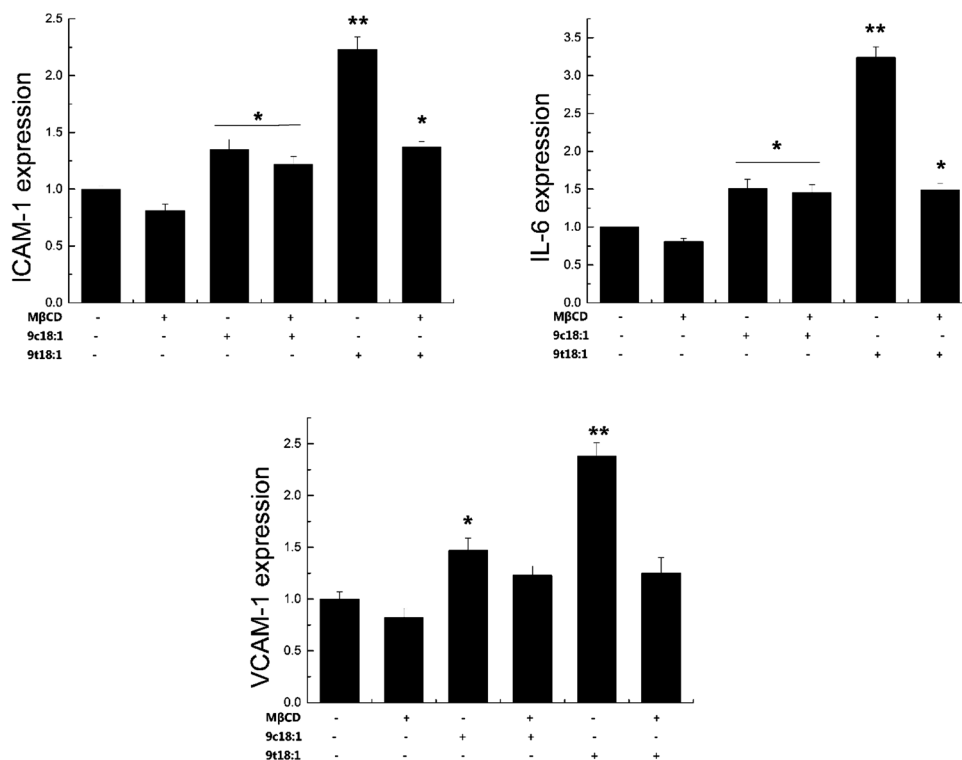 ICAM-1 expression
2.5
2.0
1.5
1.0
0.5
0.0
**
*
*
MβCD - + - + - +
9c18:1 - - + + - -
9t18:1 - - - - + +
IL-6 expression
3.5
3.0
2.5
2.0
1.5
1.0
0.5
0.0
**
*
*
MβCD - + - + - +
9c18:1 - - + + - -
9t18:1 - - - - + +
VCAM-1 expression
2.5
2.0
1.5
1.0
0.5
0.0
**
*
MβCD - + - + - +
9c18:1 - - + + - -
9t18:1 - - - - + +